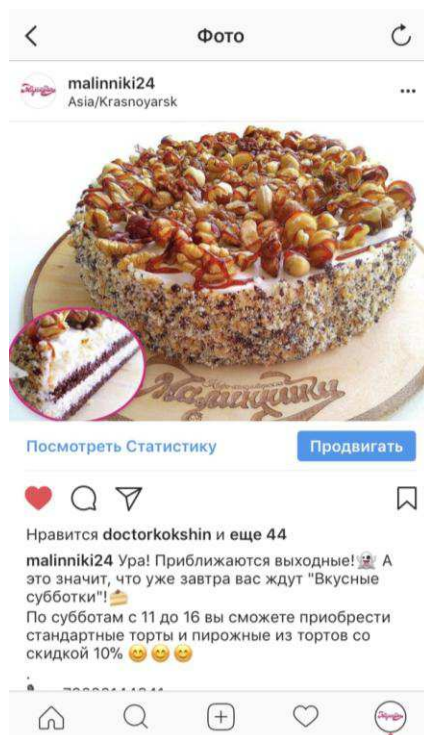 Фото
malinniki24
Asia/Krasnoyarsk
Малинники
Посмотреть Статистику
Продвигать
Нравится doctorkokshin и еще 44
malinniki24 Ура! Приближаются выходные!👻 А
это значит, что уже завтра вас ждут "Вкусные
субботки"!🍰
По субботам с 11 до 16 вы сможете приобрести
стандартные торты и пирожные из тортов со
скидкой 10% 😊😊😊
.